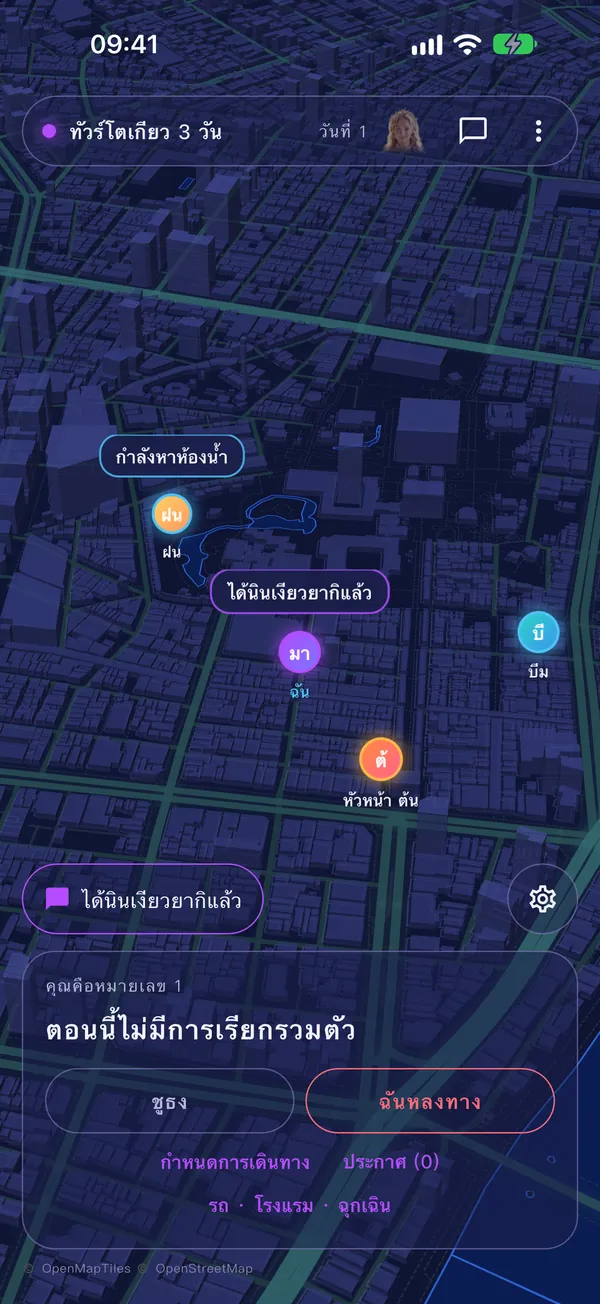 09:41
ทัวร์โตเกียว 3 วัน
วันที่ 1
กำลังหาห้องน้ำ
ฝน
ฝน
ได้นินเงียวยากิแล้ว
มา
ฉัน
บี
บีม
ต้
หัวหน้า ต้น
ได้นินเงียวยากิแล้ว
คุณคือหมายเลข 1
ตอนนี้ไม่มีการเรียกรวมตัว
ชูธง
ฉันหลงทาง
กำหนดการเดินทาง ประกาศ (0)
รถ · โรงแรม · ฉุกเฉิน
© OpenMapTiles © OpenStreetMap